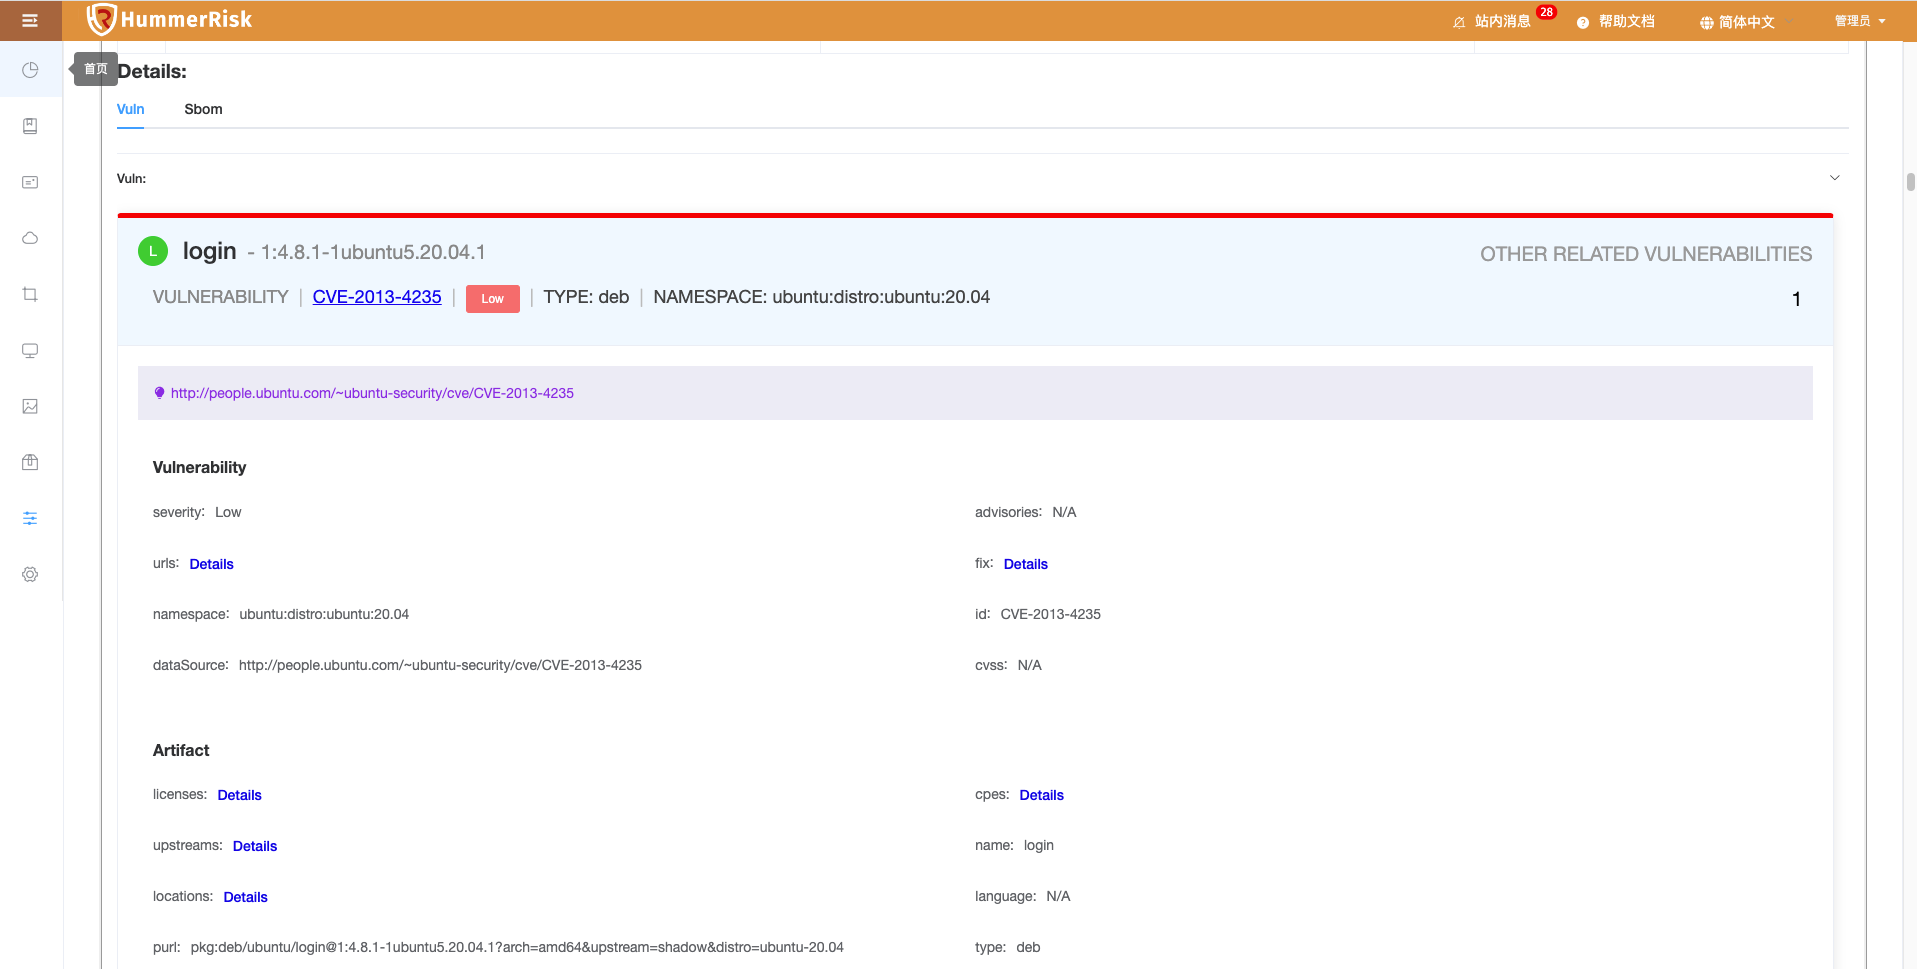 HummerRisk
站内消息 28
帮助文档
简体中文
管理员
首页
Details:
Vuln Sbom
Vuln:
L login - 1:4.8.1-1ubuntu5.20.04.1
OTHER RELATED VULNERABILITIES
VULNERABILITY | CVE-2013-4235 | Low | TYPE: deb | NAMESPACE: ubuntu:distro:ubuntu:20.04
1
http://people.ubuntu.com/~ubuntu-security/cve/CVE-2013-4235
Vulnerability
severity: Low
advisories: N/A
urls: Details
fix: Details
namespace: ubuntu:distro:ubuntu:20.04
id: CVE-2013-4235
dataSource: http://people.ubuntu.com/~ubuntu-security/cve/CVE-2013-4235
cvss: N/A
Artifact
licenses: Details
cpes: Details
upstreams: Details
name: login
locations: Details
language: N/A
purl: pkg:deb/ubuntu/login@1:4.8.1-1ubuntu5.20.04.1?arch=amd64&upstream=shadow&distro=ubuntu-20.04
type: deb